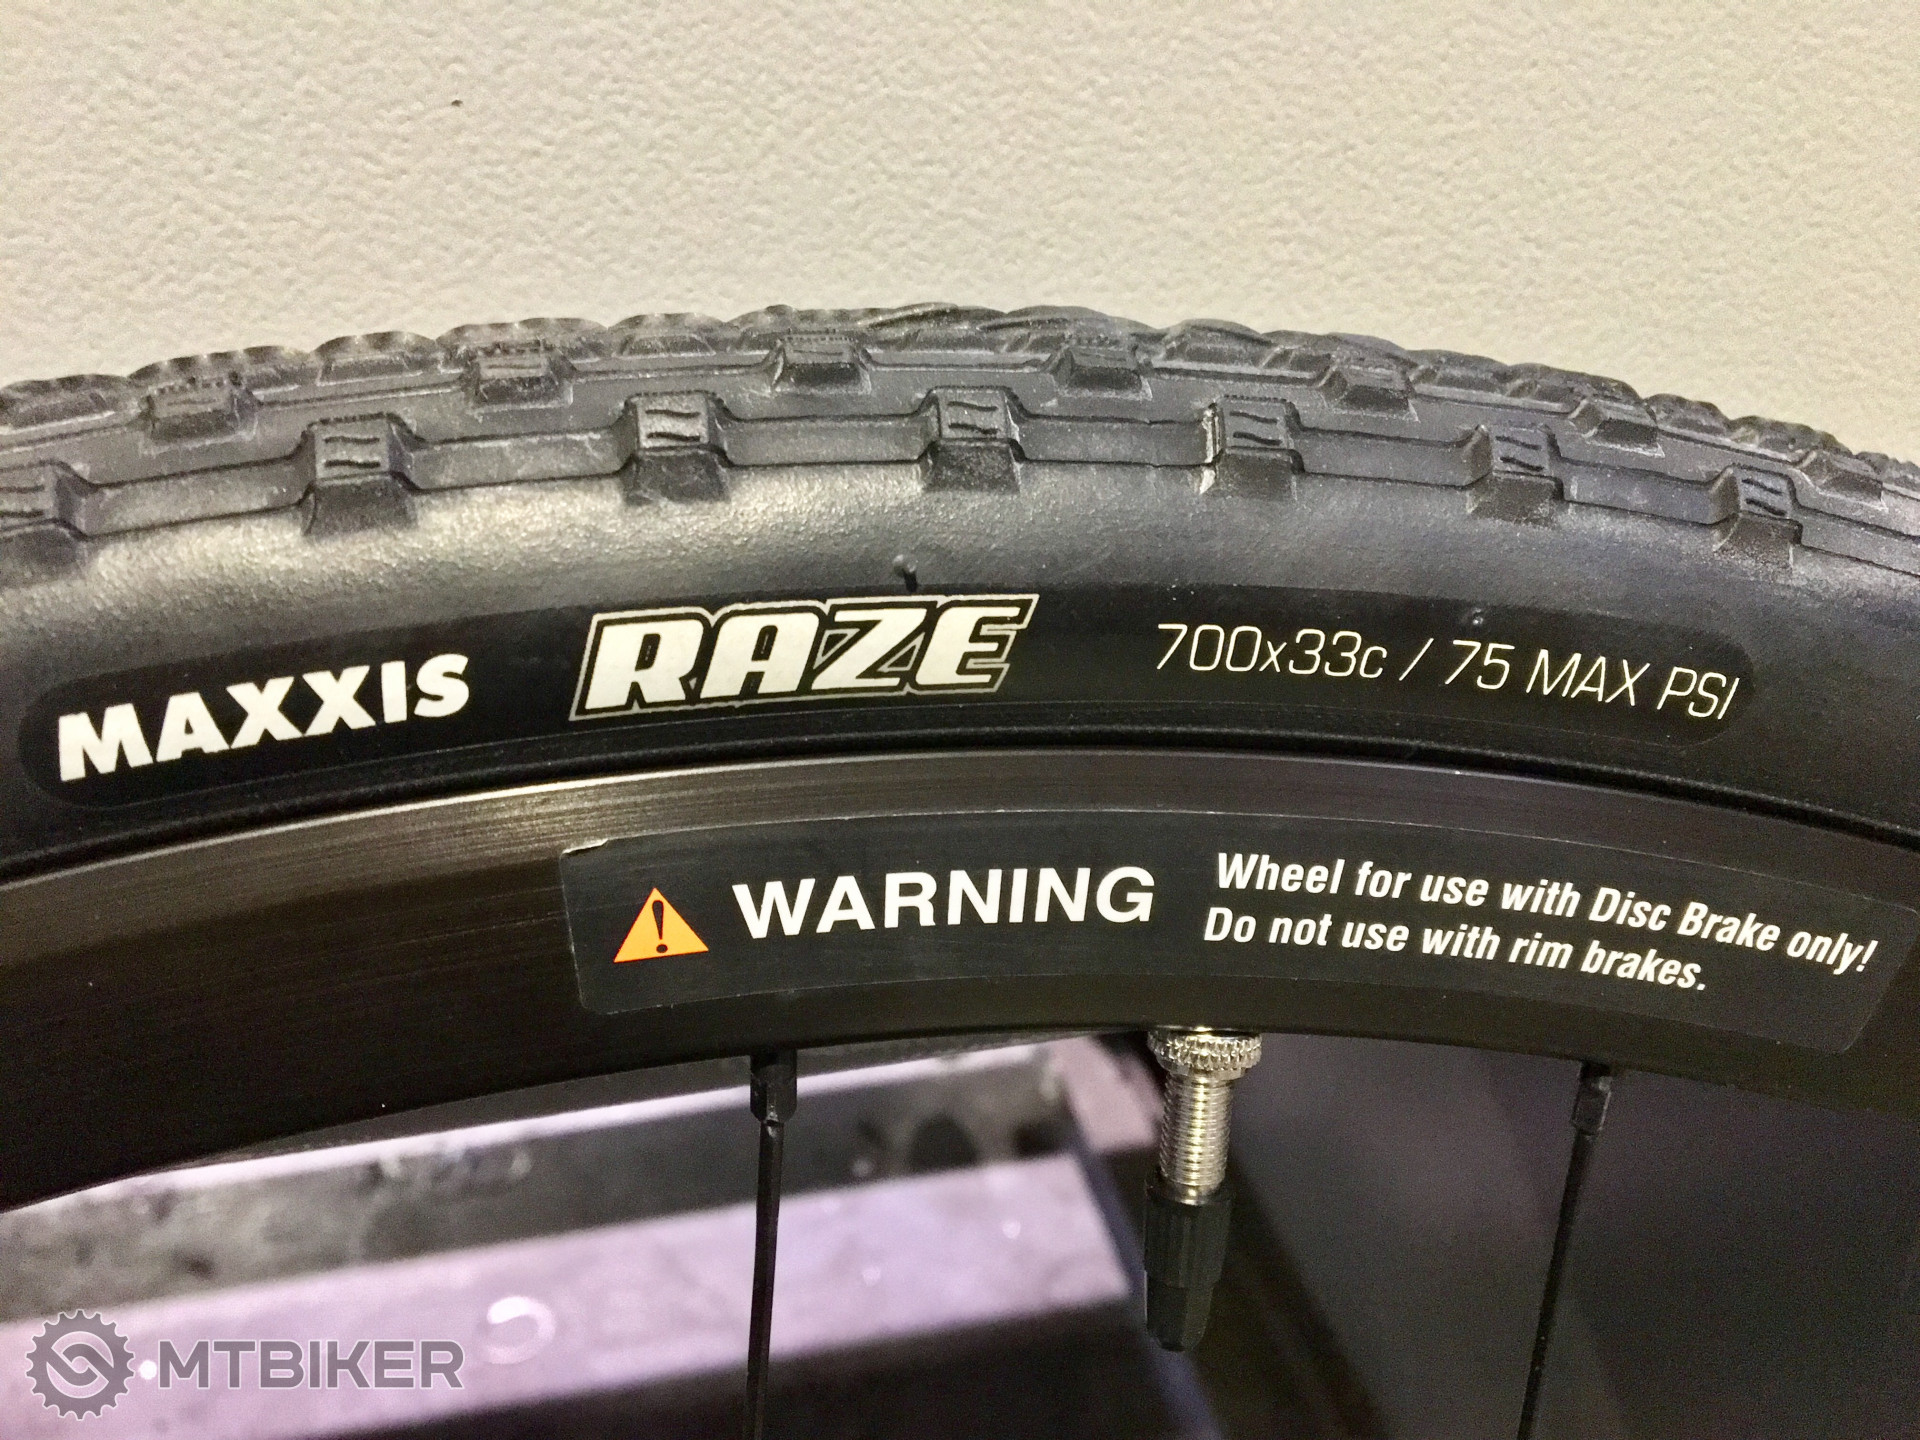 MAXXIS RAZE 700x33c / 75 MAX PSI
WARNING
Wheel for use with Disc Brake only!
Do not use with rim brakes.
MTBIKER